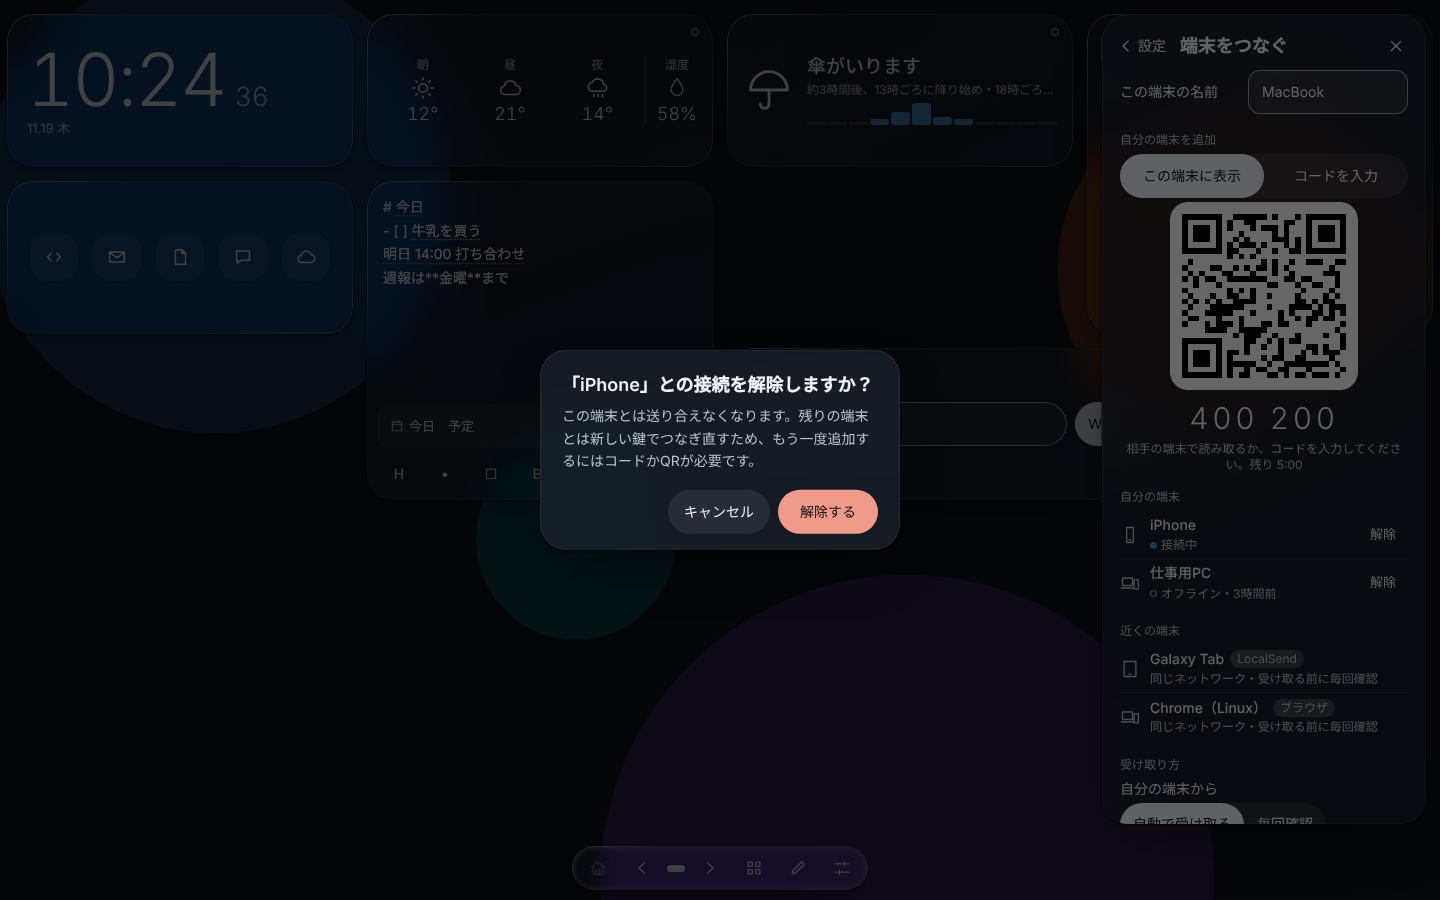 10:24 36
11.19 木
朝
12°
昼
21°
夜
14°
湿度
58%
傘がいります
約3時間後、13時ごろに降り始め・18時ごろ…
# 今日
- [ ] 牛乳を買う
明日 14:00 打ち合わせ
週報は**金曜**まで
今日 予定
H
「iPhone」との接続を解除しますか？
この端末とは送り合えなくなります。残りの端末
とは新しい鍵でつなぎ直すため、もう一度追加す
るにはコードかQRが必要です。
キャンセル
解除する
設定
端末をつなぐ
この端末の名前
MacBook
自分の端末を追加
この端末に表示
コードを入力
400 200
相手の端末で読み取るか、コードを入力してくださ
い。残り 5:00
自分の端末
iPhone
接続中
解除
仕事用PC
オフライン・3時間前
解除
近くの端末
Galaxy Tab LocalSend
同じネットワーク・受け取る前に毎回確認
Chrome（Linux） ブラウザ
同じネットワーク・受け取る前に毎回確認
受け取り方
自分の端末から
自動で受け取る
毎回確認